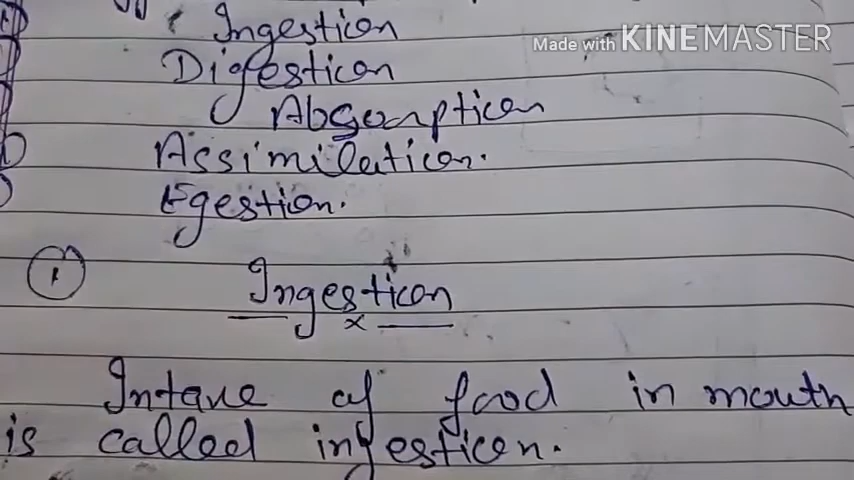 Ingestion
Made with KINEMASTER
Digestion
Absorption
Assimilation.
Egestion.
1 Ingestion
Intake of food in mouth
is called ingestion.